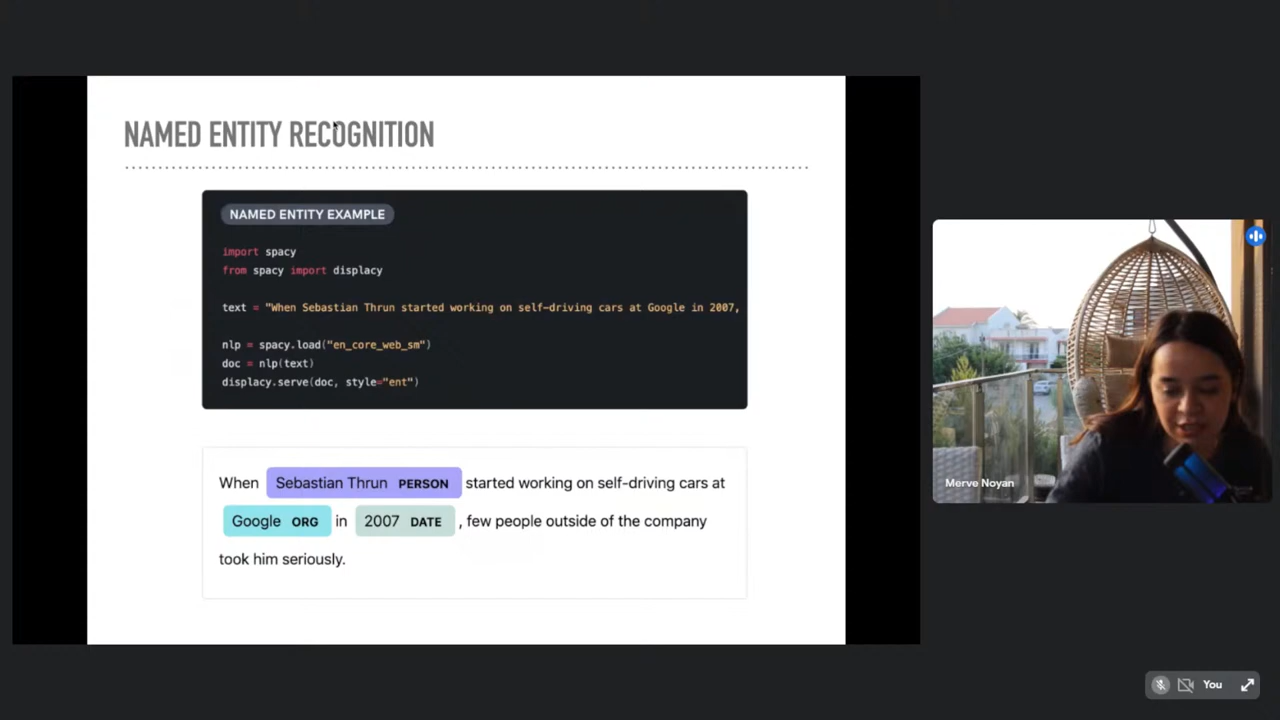 NAMED ENTITY RECOGNITION
NAMED ENTITY EXAMPLE
import spacy
from spacy import displacy
text = "When Sebastian Thrun started working on self-driving cars at Google in 2007,
nlp = spacy.load("en_core_web_sm")
doc = nlp(text)
displacy.serve(doc, style="ent")
When Sebastian Thrun PERSON started working on self-driving cars at
Google ORG in 2007 DATE , few people outside of the company
took him seriously.
Merve Noyan
You